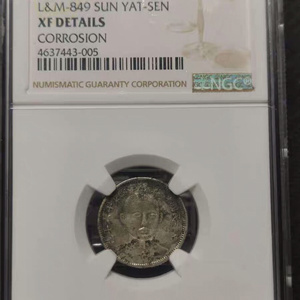 L&M-849 SUN YAT-SEN
XF DETAILS
CORROSION
4637443-005
NUMISMATIC GUARANTY CORPORATION
NGC